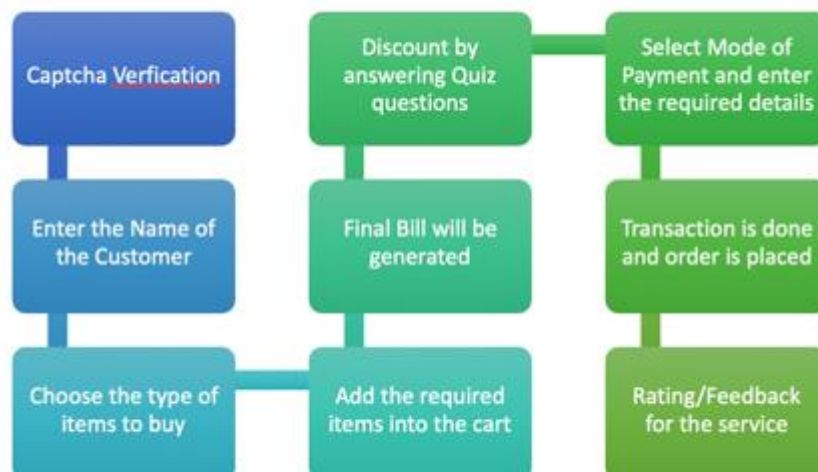 Captcha Verfication
Enter the Name of
the Customer
Choose the type of
items to buy
Add the required
items into the cart
Final Bill will be
generated
Discount by
answering Quiz
questions
Select Mode of
Payment and enter
the required details
Transaction is done
and order is placed
Rating/Feedback
for the service